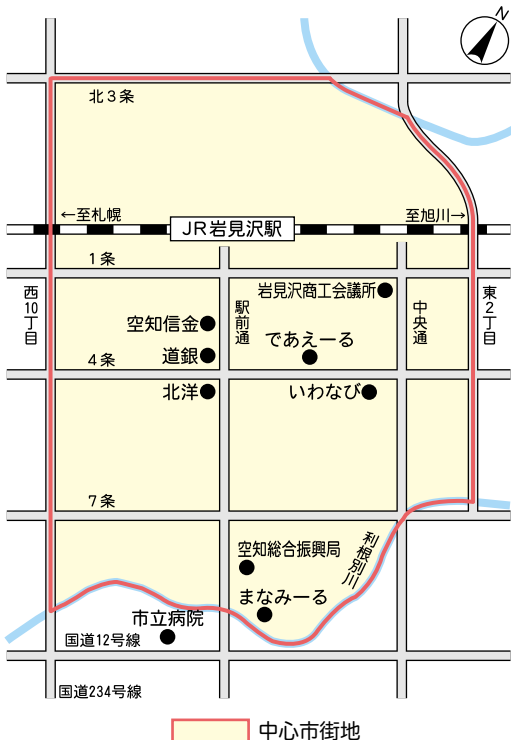 N
北3条
←至札幌
JR岩見沢駅
至旭川→
1条
西10丁目
駅前通
岩見沢商工会議所
中央通
東2丁目
空知信金
であえーる
道銀
4条
北洋
いわなび
7条
空知総合振興局
利根別川
まなみーる
市立病院
国道12号線
国道234号線
中心市街地